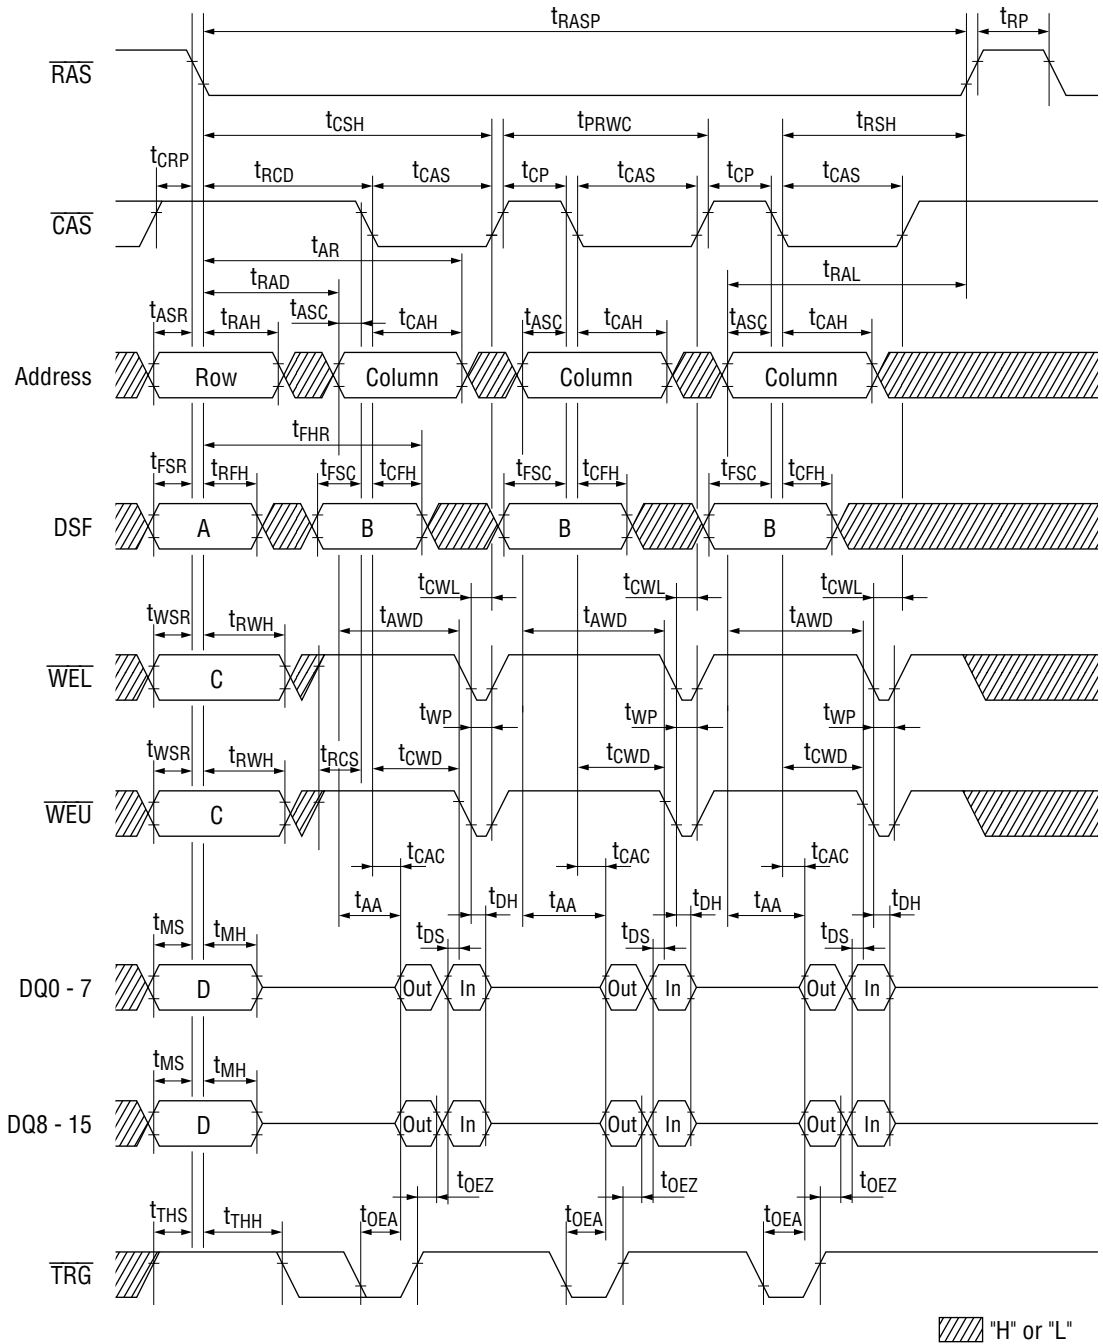 tRASP tRP
RAS
tCSH tPRWC tRSH
tCRP tRCD tCAS tCP tCAS tCP tCAS
CAS
tAR
tRAD tRAL
tASR tRAH tASC tCAH tASC tCAH tASC tCAH
Address Row Column Column Column
tFHR
tFSR tRFH tFSC tCFH tFSC tCFH tFSC tCFH
DSF A B B B
tCWL tCWL tCWL
tWSR tRWH tAWD tAWD tAWD
WEL C
tWP tWP tWP
tWSR tRWH tRCS tCWD tCWD tCWD
WEU C
tCAC tCAC tCAC
tAA tDH tAA tDH tAA tDH
tMS tMH tDS tDS tDS
DQ0 - 7 D Out In Out In Out In
tMS tMH
DQ8 - 15 D Out In Out In Out In
tOEZ tOEZ tOEZ
tTHS tTHH tOEA tOEA tOEA
TRG
"H" or "L"